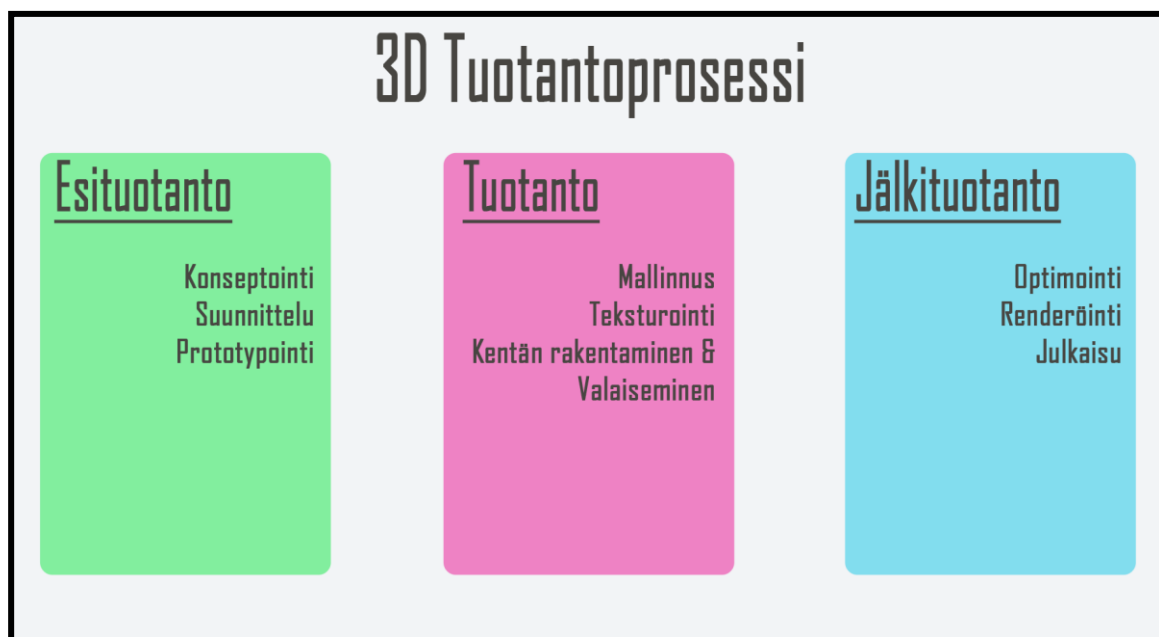 3D Tuotantoprosessi
Esituotanto
Konseptointi
Suunnittelu
Prototypointi
Tuotanto
Mallinnus
Teksturointi
Kentän rakentaminen &
Valaiseminen
Jälkituotanto
Optimointi
Renderöinti
Julkaisu